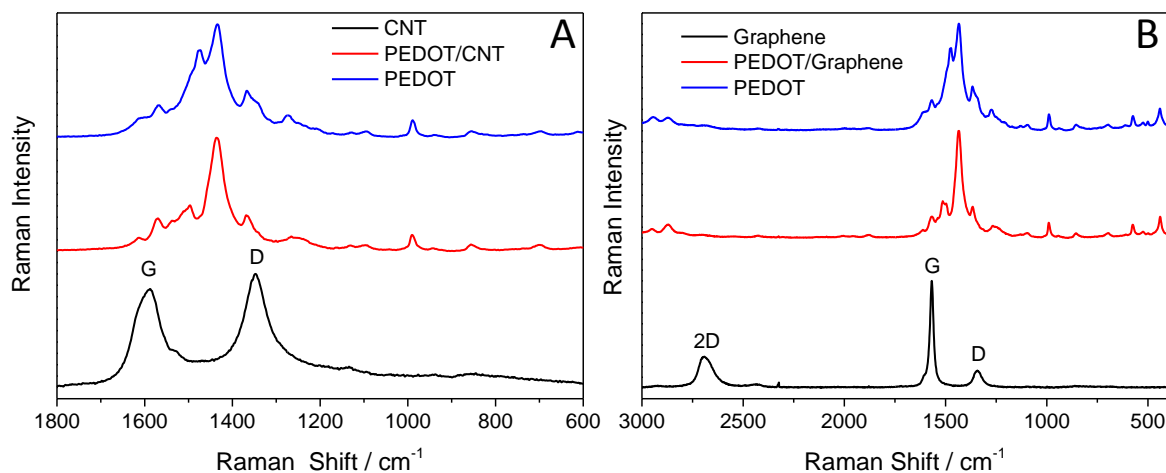 A
CNT
PEDOT/CNT
PEDOT
G
D
Raman Intensity
1800 1600 1400 1200 1000 800 600
Raman Shift / cm-1
B
Graphene
PEDOT/Graphene
PEDOT
2D
G
D
Raman Intensity
3000 2500 2000 1500 1000 500
Raman Shift / cm-1